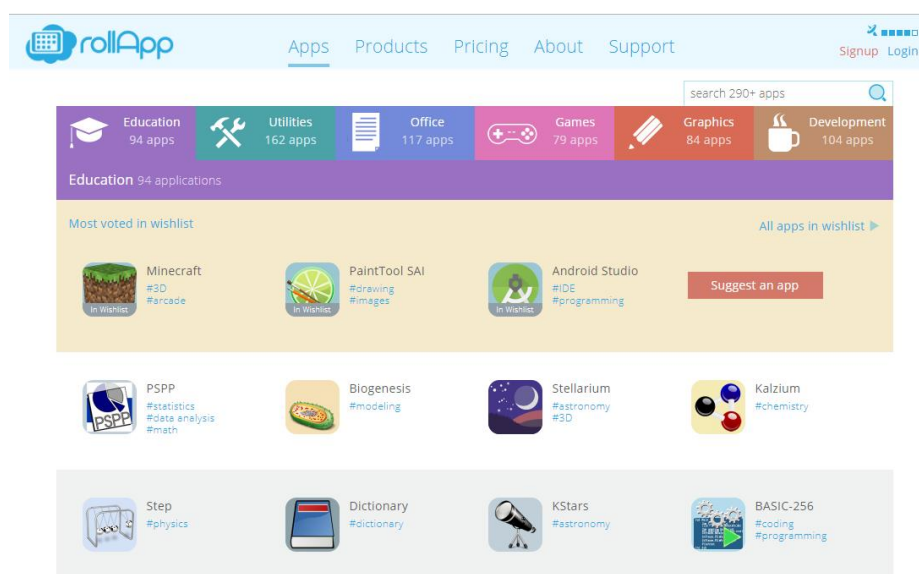 rollApp
Apps Products Pricing About Support
Signup Login
search 290+ apps
Education
94 apps
Utilities
162 apps
Office
117 apps
Games
79 apps
Graphics
84 apps
Development
104 apps
Education 94 applications
Most voted in wishlist
All apps in wishlist
Minecraft
#3D
#arcade
In Wishlist
PaintTool SAI
#drawing
#images
In Wishlist
Android Studio
#IDE
#programming
In Wishlist
Suggest an app
PSPP
PSPP
#statistics
#data analysis
#math
Biogenesis
#modeling
Stellarium
#astronomy
#3D
Kalzium
#chemistry
Step
#physics
Dictionary
#dictionary
KStars
#astronomy
BASIC-256
#coding
#programming